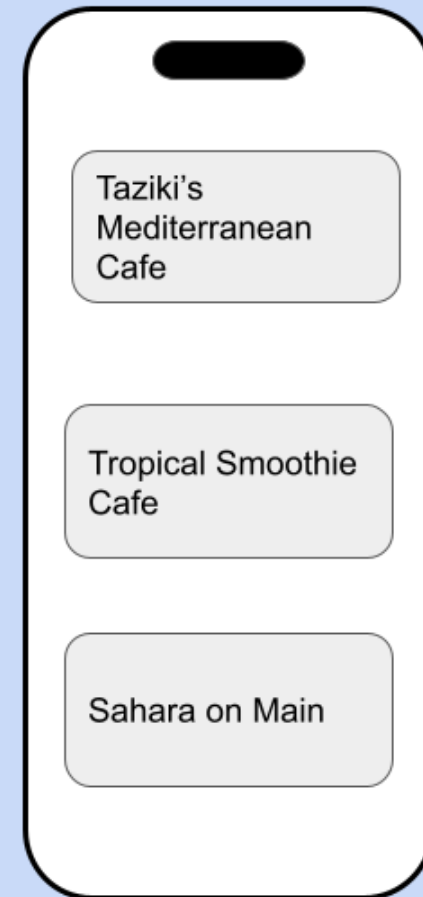 Taziki’s
Mediterranean
Cafe
Tropical Smoothie
Cafe
Sahara on Main